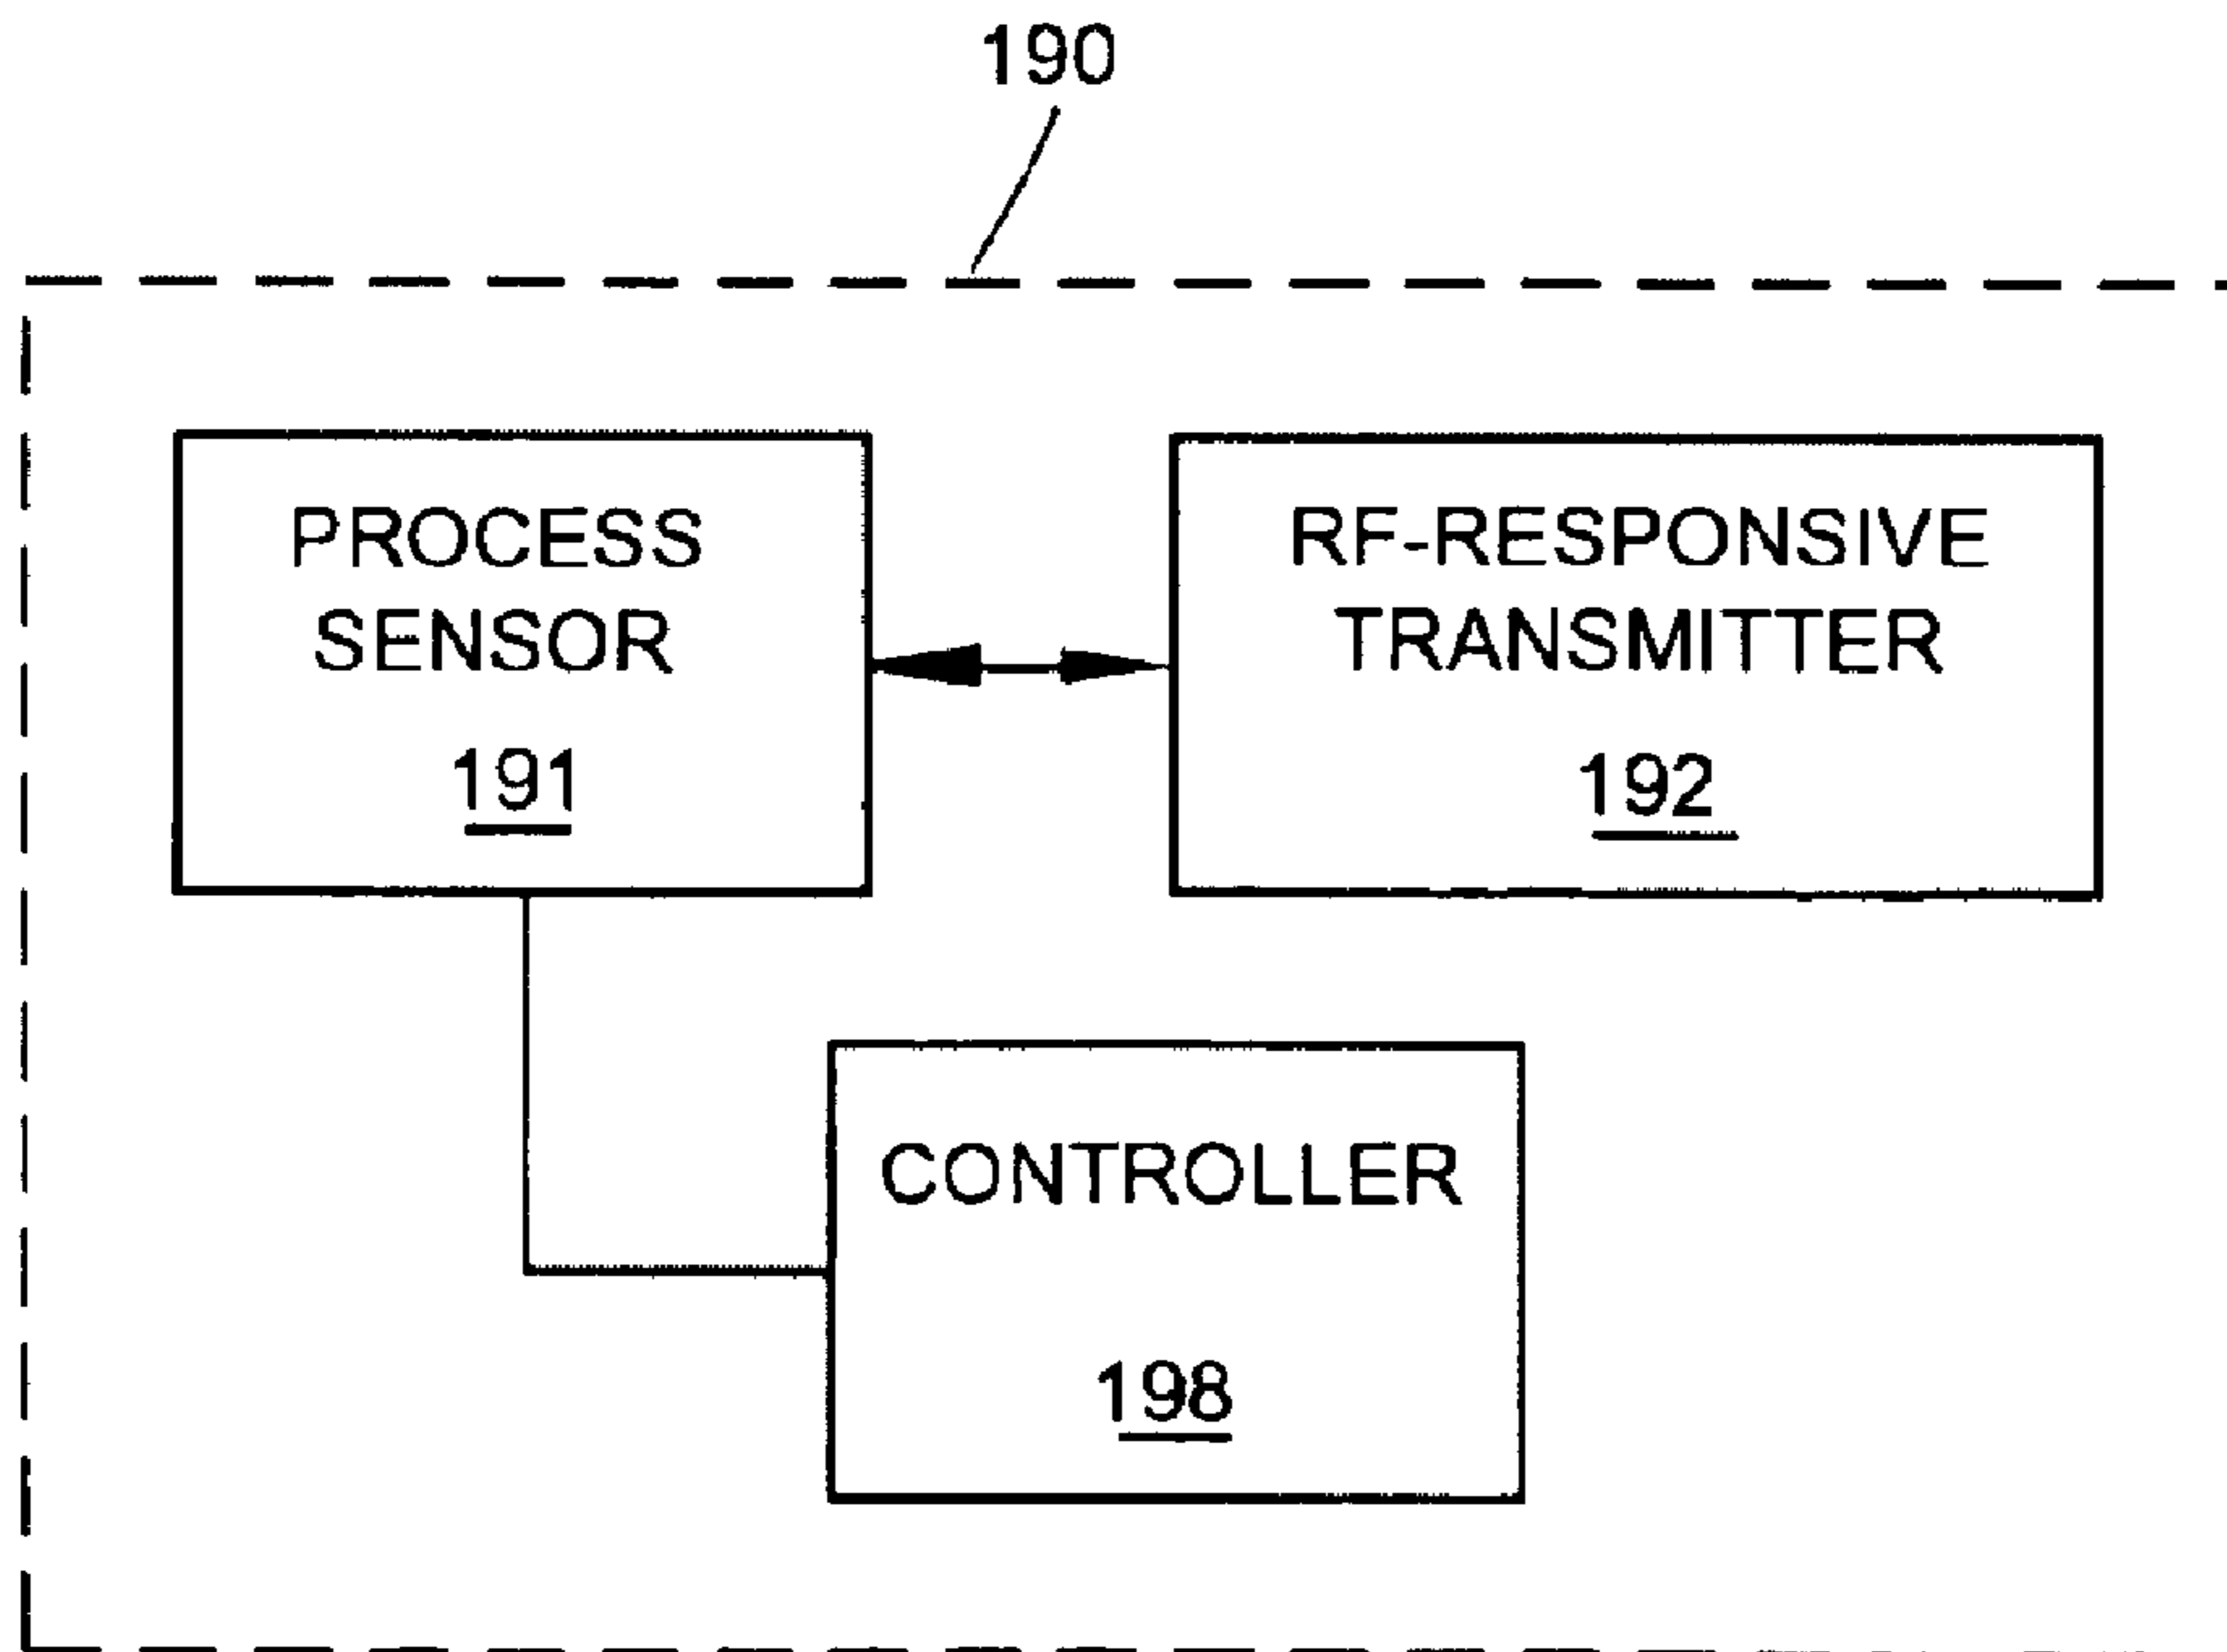 190
PROCESS
SENSOR
191
RF-RESPONSIVE
TRANSMITTER
192
CONTROLLER
198